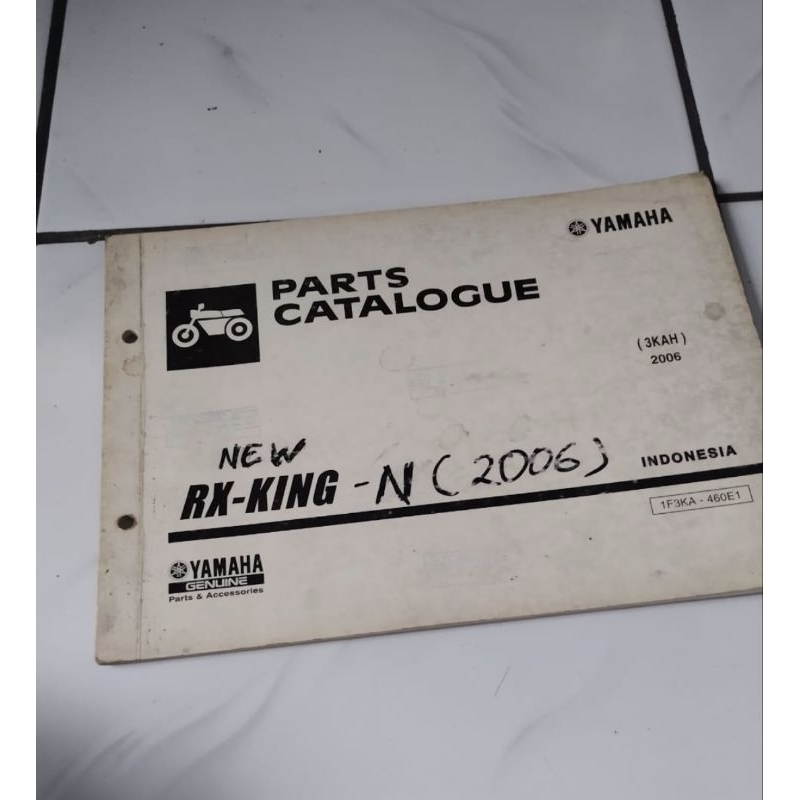 YAMAHA
PARTS
CATALOGUE
(3KAH)
2006
NEW
RX-KING -N (2006)
INDONESIA
1F3KA - 460E1
YAMAHA
GENUINE
Parts & Accessories